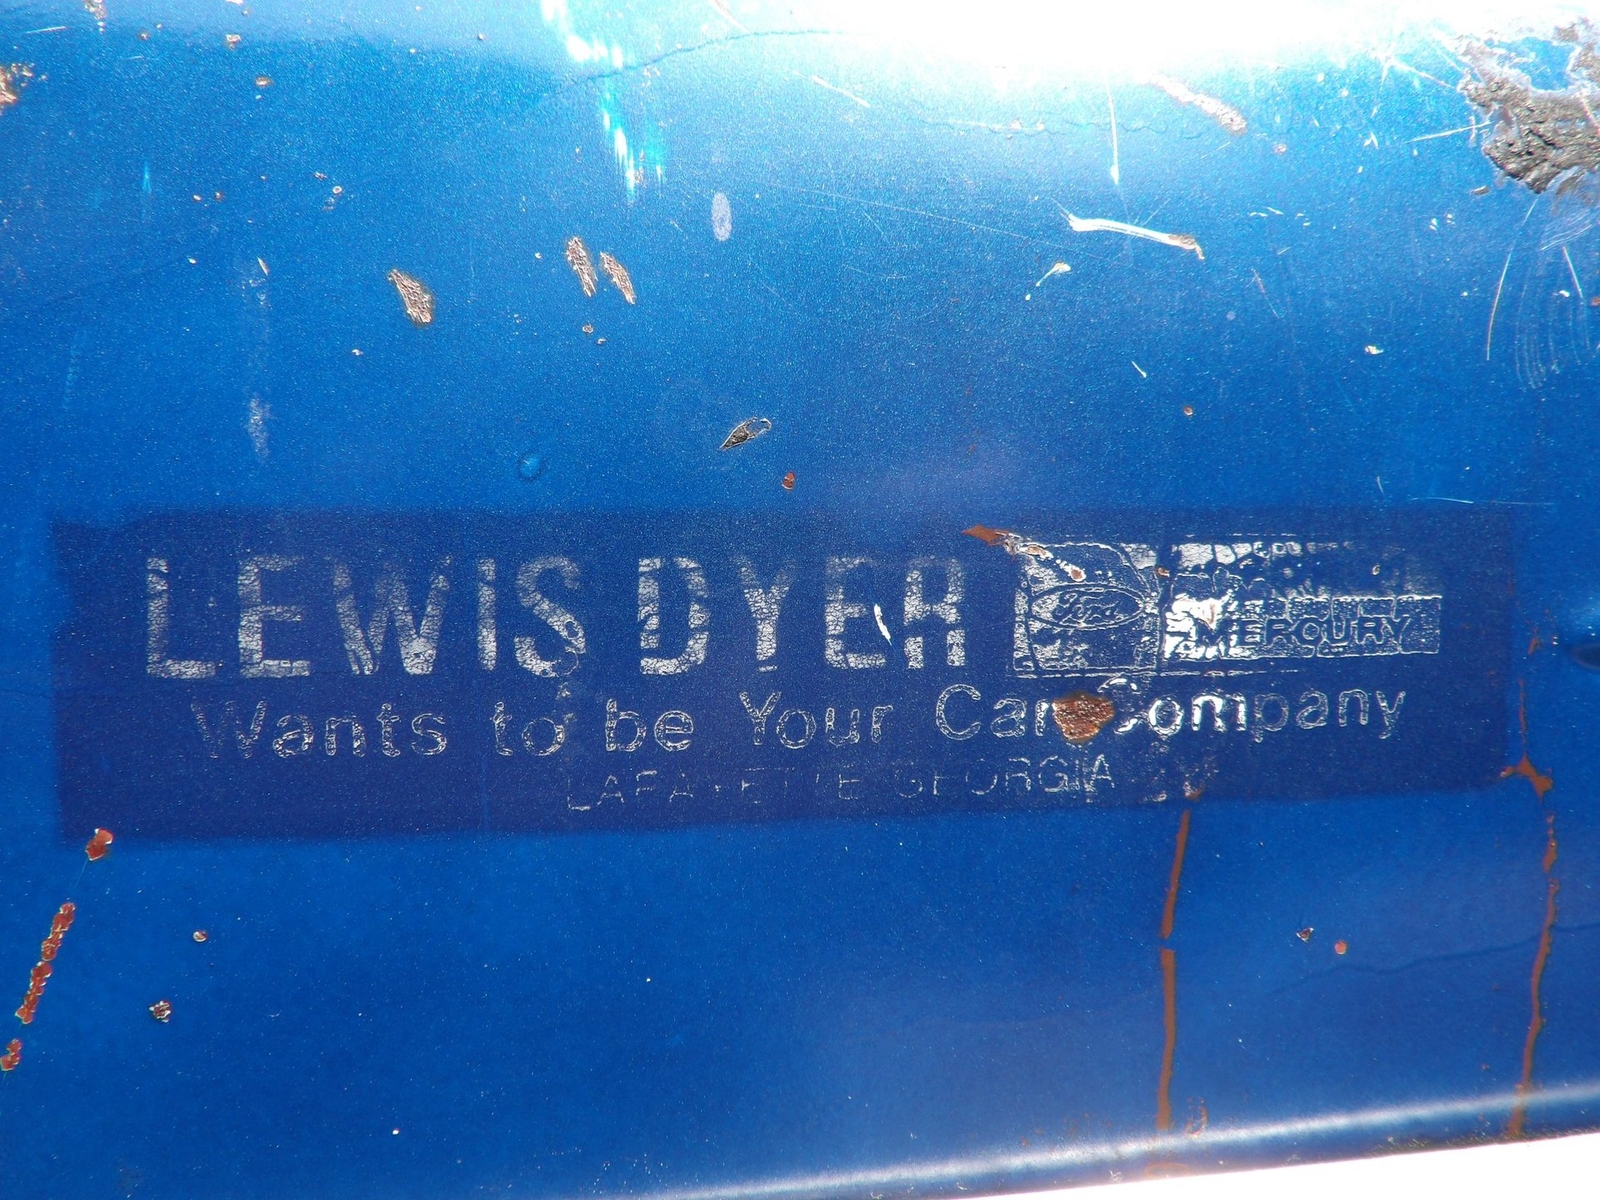 LEWIS DYER Ford MERCURY
Wants to be Your Car Company
LAFAYETTE GEORGIA